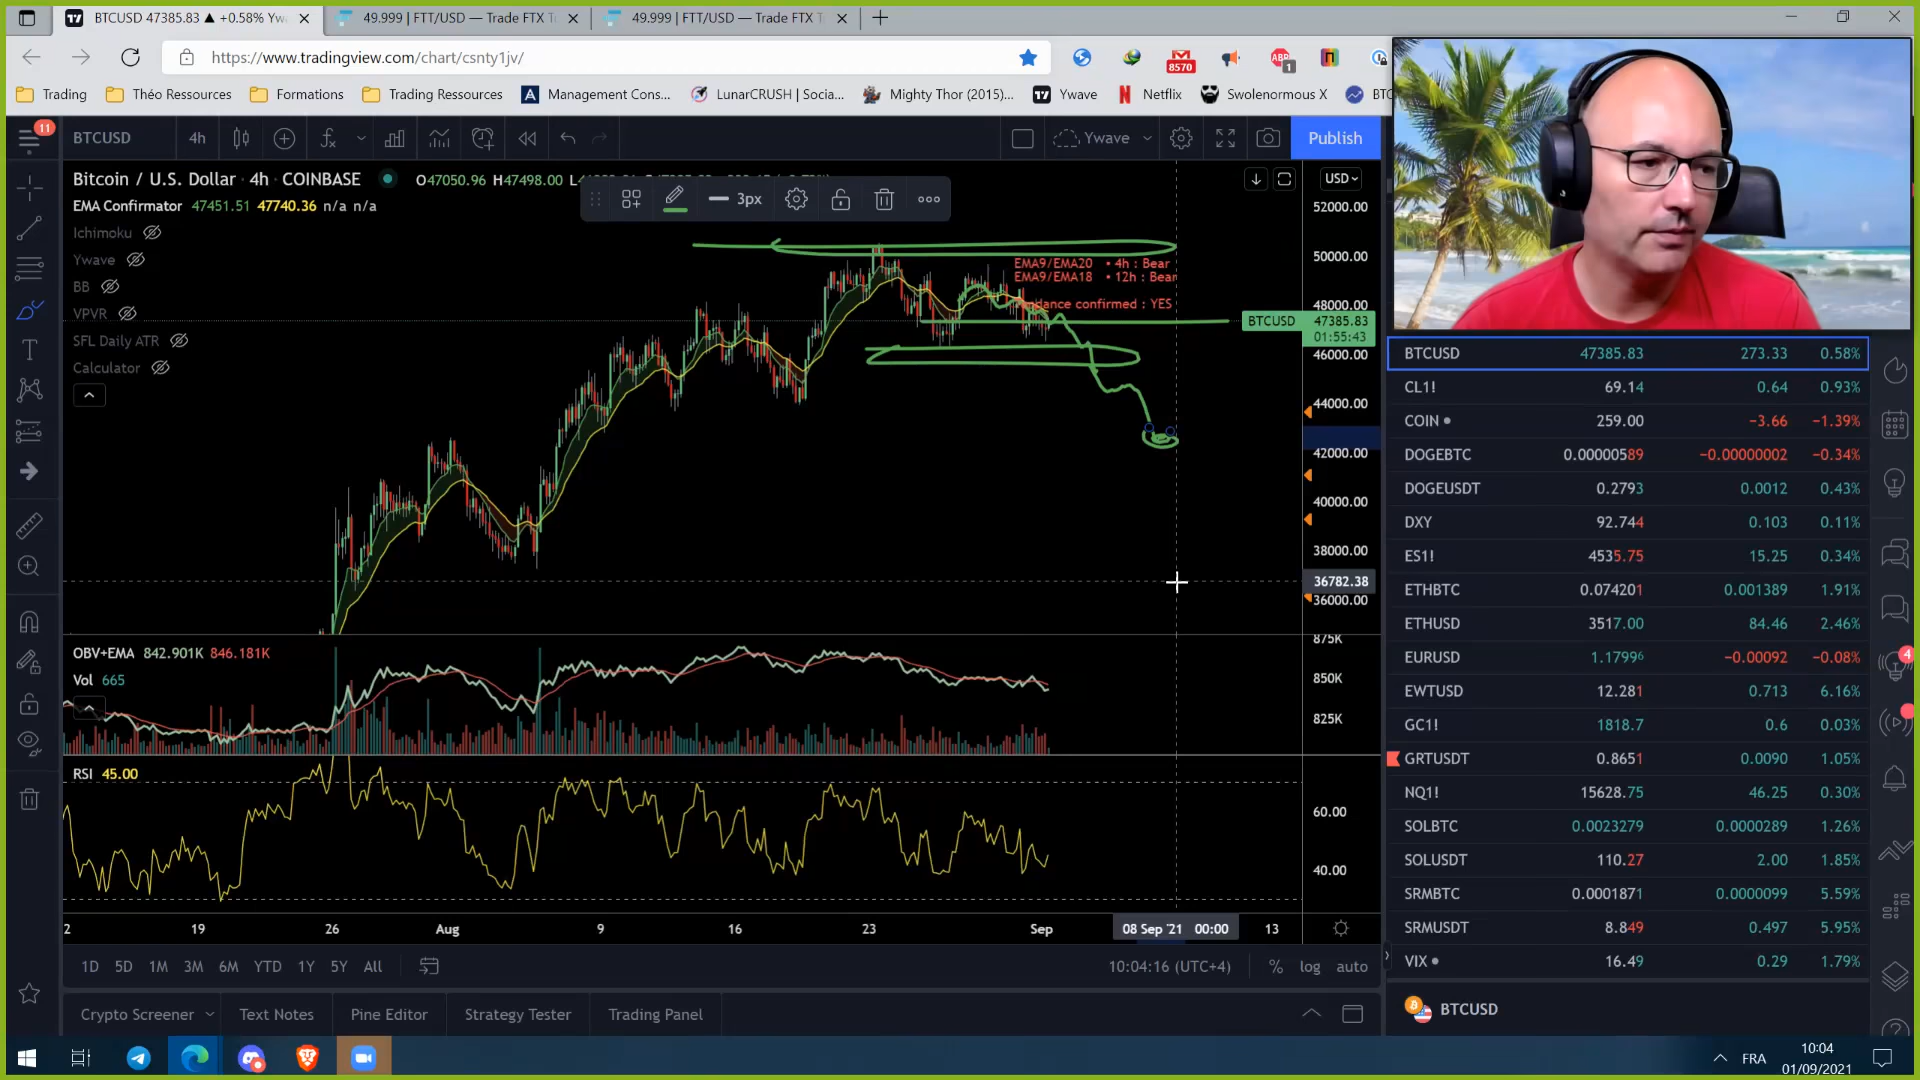 BTCUSD 47385.83 ▲ +0.58% Yw
49.999 | FTT/USD — Trade FTX T
49.999 | FTT/USD — Trade FTX T
https://www.tradingview.com/chart/csnty1jv/
8570
ABP
1
Trading
Théo Ressources
Formations
Trading Ressources
Management Cons...
LunarCRUSH | Socia...
Mighty Thor (2015)...
Ywave
Netflix
Swolenormous X
11
BTCUSD
4h
Ywave
Publish
Bitcoin / U.S. Dollar · 4h · COINBASE
O47050.96 H47498.00
EMA Confirmator 47451.51 47740.36 n/a n/a
3px
USD
Ichimoku
Ywave
BB
VPVR
SFL Daily ATR
Calculator
EMA9/EMA20 • 4h : Bear
EMA9/EMA18 • 12h : Bear
confirmed : YES
52000.00
50000.00
48000.00
BTCUSD 47385.83
01:55:43
46000.00
44000.00
42000.00
40000.00
38000.00
36782.38
36000.00
OBV+EMA 842.901K 846.181K
Vol 665
875K
850K
825K
RSI 45.00
60.00
40.00
2 19 26 Aug 9 16 23 Sep 08 Sep '21 00:00 13
1D 5D 1M 3M 6M YTD 1Y 5Y All
10:04:16 (UTC+4) % log auto
Crypto Screener
Text Notes
Pine Editor
Strategy Tester
Trading Panel
BTCUSD 47385.83 273.33 0.58%
CL1! 69.14 0.64 0.93%
COIN 259.00 −3.66 −1.39%
DOGEBTC 0.00000589 −0.00000002 −0.34%
DOGEUSDT 0.2793 0.0012 0.43%
DXY 92.744 0.103 0.11%
ES1! 4535.75 15.25 0.34%
ETHBTC 0.074201 0.001389 1.91%
ETHUSD 3517.00 84.46 2.46%
EURUSD 1.17996 −0.00092 −0.08%
EWTUSD 12.281 0.713 6.16%
GC1! 1818.7 0.6 0.03%
GRTUSDT 0.8651 0.0090 1.05%
NQ1! 15628.75 46.25 0.30%
SOLBTC 0.0023279 0.0000289 1.26%
SOLUSDT 110.27 2.00 1.85%
SRMBTC 0.0001871 0.0000099 5.59%
SRMUSDT 8.849 0.497 5.95%
VIX 16.49 0.29 1.79%
BTCUSD
4
FRA
10:04
01/09/2021